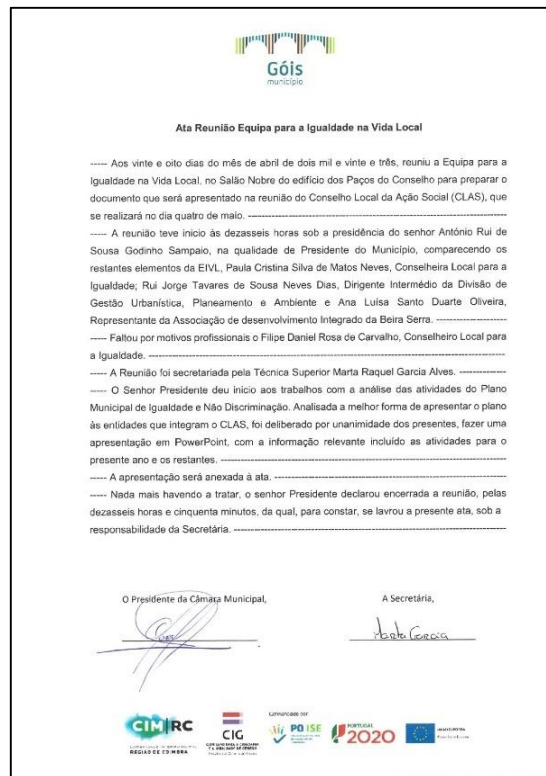 Góis
município
Ata Reunião Equipa para a Igualdade na Vida Local
----- Aos vinte e oito dias do mês de abril de dois mil e vinte e três, reuniu a Equipa para a
Igualdade na Vida Local, no Salão Nobre do edifício dos Paços do Conselho para preparar o
documento que será apresentado na reunião do Conselho Local da Ação Social (CLAS), que
se realizará no dia quatro de maio. -----
----- A reunião teve inicio às dezasseis horas sob a presidência do senhor António Rui de
Sousa Godinho Sampaio, na qualidade de Presidente do Município, comparecendo os
restantes elementos da EIVL, Paula Cristina Silva de Matos Neves, Conselheira Local para a
Igualdade; Rui Jorge Tavares de Sousa Neves Dias, Dirigente Intermédio da Divisão de
Gestão Urbanística, Planeamento e Ambiente e Ana Luísa Santo Duarte Oliveira,
Representante da Associação de desenvolvimento Integrado da Beira Serra. -----
----- Faltou por motivos profissionais o Filipe Daniel Rosa de Carvalho, Conselheiro Local para
a Igualdade. -----
----- A Reunião foi secretariada pela Técnica Superior Marta Raquel Garcia Alves. -----
----- O Senhor Presidente deu inicio aos trabalhos com a análise das atividades do Plano
Municipal de Igualdade e Não Discriminação. Analisada a melhor forma de apresentar o plano
às entidades que integram o CLAS, foi deliberado por unanimidade dos presentes, fazer uma
apresentação em PowerPoint, com a informação relevante incluído as atividades para o
presente ano e os restantes. -----
----- A apresentação será anexada à ata. -----
----- Nada mais havendo a tratar, o senhor Presidente declarou encerrada a reunião, pelas
dezasseis horas e cinquenta minutos, da qual, para constar, se lavrou a presente ata, sob a
responsabilidade da Secretária. -----
O Presidente da Câmara Municipal,
A Secretária,
Marta Garcia
CIM|RC
REGIÃO DE COIMBRA
CIG
Cofinanciado por:
PO ISE
PORTUGAL
2020